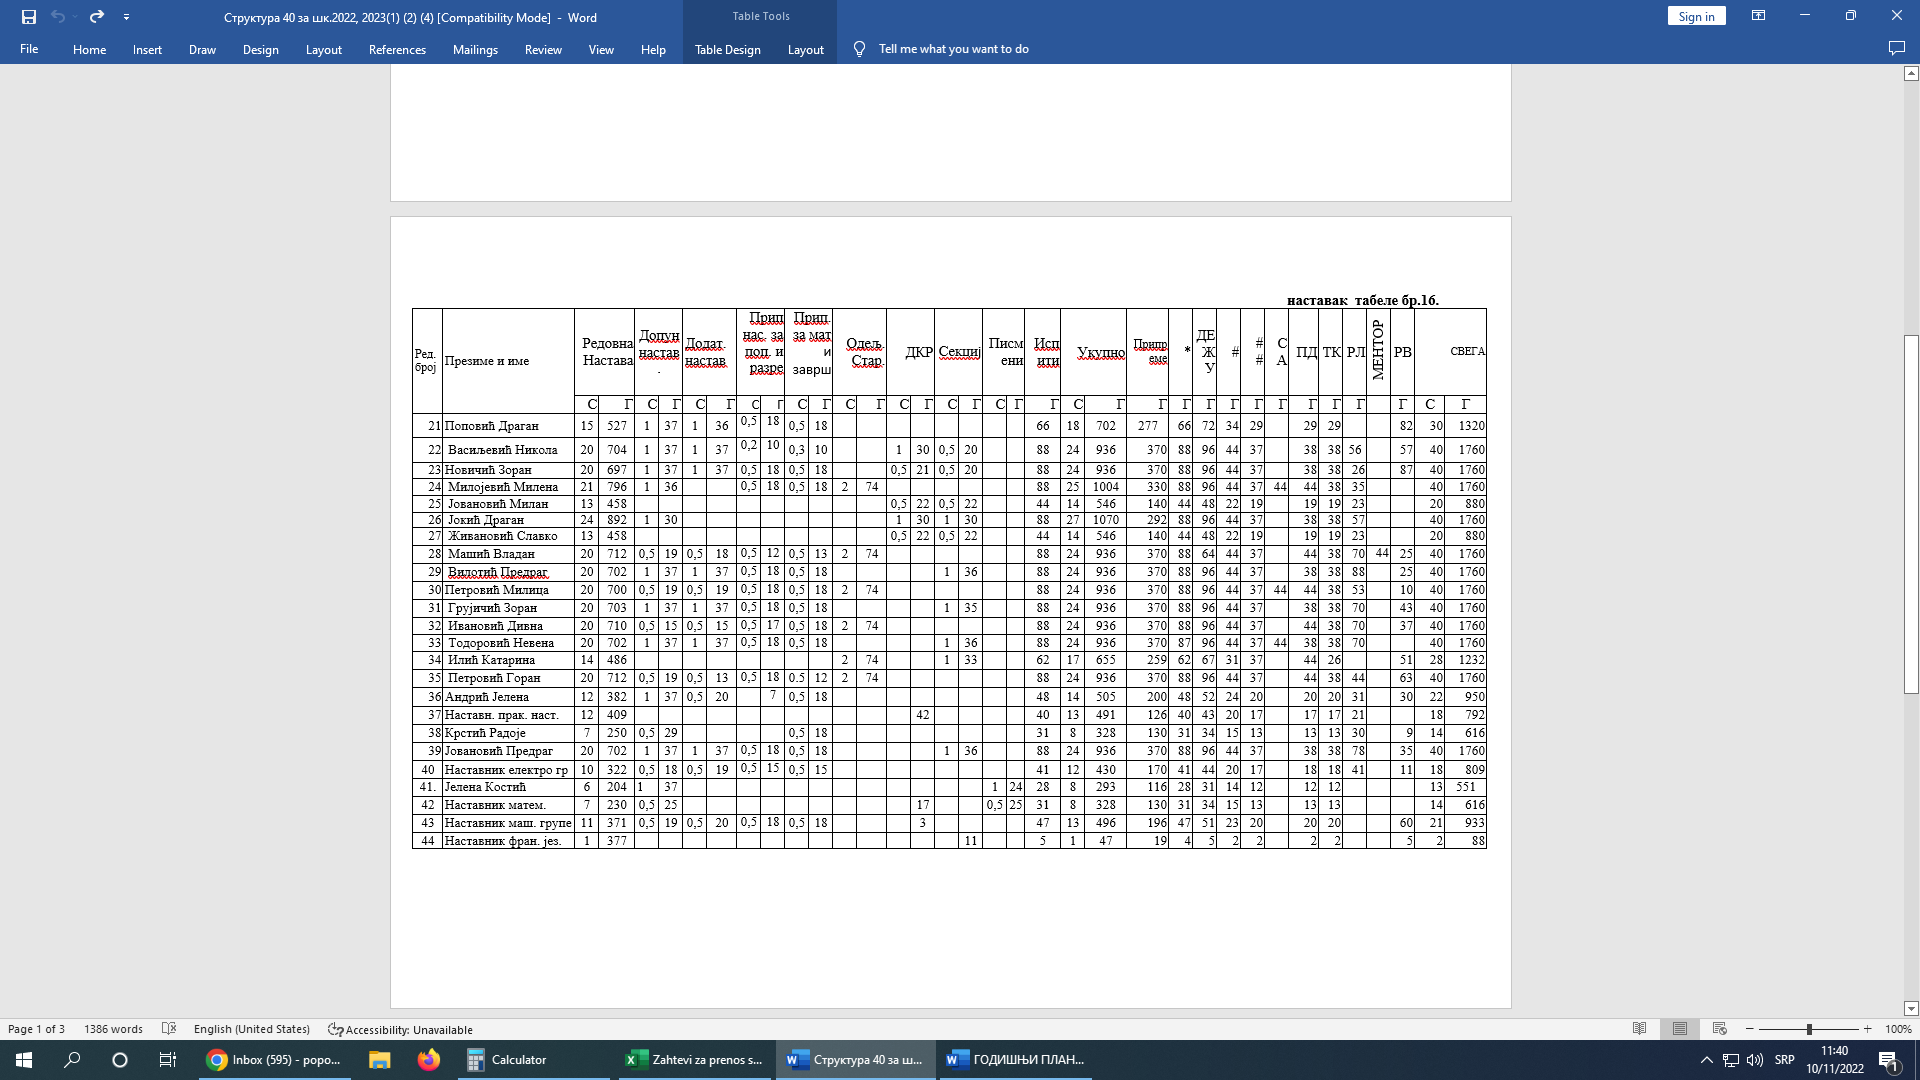 Структура 40 за шк.2022, 2023(1) (2) (4) [Compatibility Mode] - Word
Table Tools
Sign in
File Home Insert Draw Design Layout References Mailings Review View Help Table Design Layout Tell me what you want to do
наставак табеле бр.16.
Ред. број Презиме и име Редовна Настава Допун настав. Додат. настав Прип нас. за поп. и разре Прип. за мат и заврш Одељ. Стар. ДКР Секциј Писмени Испити Укупно Припреме * ДЕЖУ # ## СА ПД ТК РЛ МЕНТОР РВ СВЕГА
С Г С Г С Г С Г С Г С Г С Г С Г С Г Г С Г Г Г Г Г Г Г Г Г Г Г С Г
21 Поповић Драган 15 527 1 37 1 36 0,5 18 0,5 18 66 18 702 277 66 72 34 29 29 29 82 30 1320
22 Васиљевић Никола 20 704 1 37 1 37 0,2 10 0,3 10 1 30 0,5 20 88 24 936 370 88 96 44 37 38 38 56 57 40 1760
23 Новичић Зоран 20 697 1 37 1 37 0,5 18 0,5 18 0,5 21 0,5 20 88 24 936 370 88 96 44 37 38 38 26 87 40 1760
24 Милојевић Милена 21 796 1 36 0,5 18 0,5 18 2 74 88 25 1004 330 88 96 44 37 44 44 38 35 40 1760
25 Јовановић Милан 13 458 0,5 22 0,5 22 44 14 546 140 44 48 22 19 19 19 23 20 880
26 Јокић Драган 24 892 1 30 1 30 1 30 88 27 1070 292 88 96 44 37 38 38 57 40 1760
27 Живановић Славко 13 458 0,5 22 0,5 22 44 14 546 140 44 48 22 19 19 19 23 20 880
28 Машић Владан 20 712 0,5 19 0,5 18 0,5 12 0,5 13 2 74 88 24 936 370 88 64 44 37 44 38 70 44 25 40 1760
29 Вилотић Предраг 20 702 1 37 1 37 0,5 18 0,5 18 1 36 88 24 936 370 88 96 44 37 38 38 88 25 40 1760
30 Петровић Милица 20 700 0,5 19 0,5 19 0,5 18 0,5 18 2 74 88 24 936 370 88 96 44 37 44 44 38 53 10 40 1760
31 Грујичић Зоран 20 703 1 37 1 37 0,5 18 0,5 18 1 35 88 24 936 370 88 96 44 37 38 38 70 43 40 1760
32 Ивановић Дивна 20 710 0,5 15 0,5 15 0,5 17 0,5 18 2 74 88 24 936 370 88 96 44 37 44 38 70 37 40 1760
33 Тодоровић Невена 20 702 1 37 1 37 0,5 18 0,5 18 1 36 88 24 936 370 87 96 44 37 44 38 38 70 40 1760
34 Илић Катарина 14 486 2 74 1 33 62 17 655 259 62 67 31 37 44 26 51 28 1232
35 Петровић Горан 20 712 0,5 19 0,5 13 0,5 18 0.5 12 2 74 88 24 936 370 88 96 44 37 44 38 44 63 40 1760
36 Андрић Јелена 12 382 1 37 0,5 20 7 0,5 18 48 14 505 200 48 52 24 20 20 20 31 30 22 950
37 Наставн. прак. наст. 12 409 42 40 13 491 126 40 43 20 17 17 17 21 18 792
38 Крстић Радоје 7 250 0,5 29 0,5 18 31 8 328 130 31 34 15 13 13 13 30 9 14 616
39 Јовановић Предраг 20 702 1 37 1 37 0,5 18 0,5 18 1 36 88 24 936 370 88 96 44 37 38 38 78 35 40 1760
40 Наставник електро гр 10 322 0,5 18 0,5 19 0,5 15 0,5 15 41 12 430 170 41 44 20 17 18 18 41 11 18 809
41. Јелена Костић 6 204 1 37 1 24 28 8 293 116 28 31 14 12 12 12 13 551
42 Наставник матем. 7 230 0,5 25 17 0,5 25 31 8 328 130 31 34 15 13 13 13 14 616
43 Наставник маш. групе 11 371 0,5 19 0,5 20 0,5 18 0,5 18 3 47 13 496 196 47 51 23 20 20 20 60 21 933
44 Наставник фран. јез. 1 377 11 5 1 47 19 4 5 2 2 2 2 5 2 88
Page 1 of 3 1386 words English (United States) Accessibility: Unavailable 100%
Inbox (595) - popo... Calculator Zahtevi za prenos s... Структура 40 за ш... ГОДИШЊИ ПЛАН... SRP 11:40
10/11/2022 1